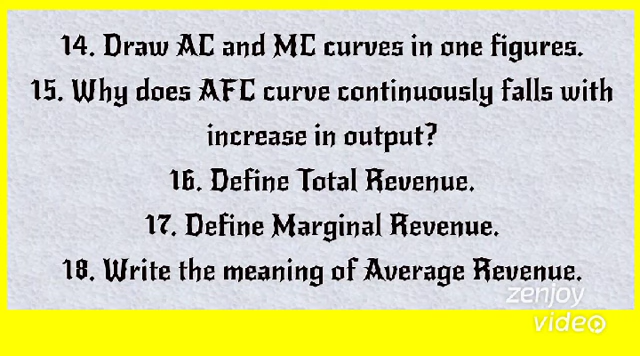 14. Draw AC and MC curves in one figures.
15. Why does AFC curve continuously falls with
increase in output?
16. Define Total Revenue.
17. Define Marginal Revenue.
18. Write the meaning of Average Revenue.
zenjoy
video